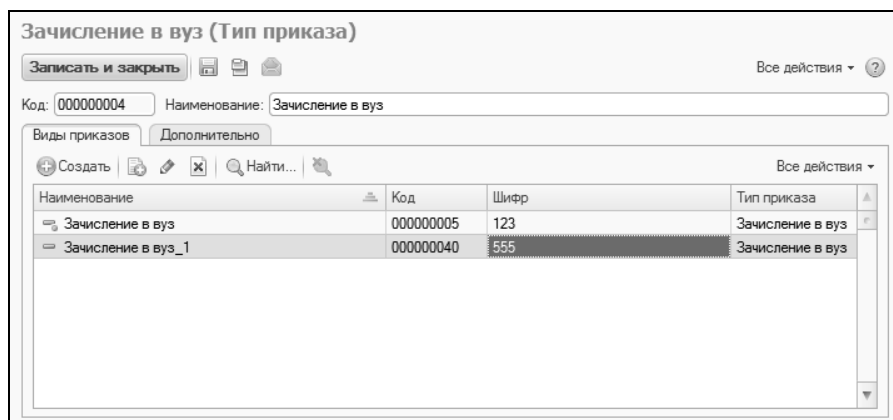 Зачисление в вуз (Тип приказа)
Записать и закрыть Все действия ?
Код: 000000004 Наименование: Зачисление в вуз
Виды приказов Дополнительно
Создать Найти... Все действия
Наименование Код Шифр Тип приказа
Зачисление в вуз 000000005 123 Зачисление в вуз
Зачисление в вуз_1 000000040 555 Зачисление в вуз